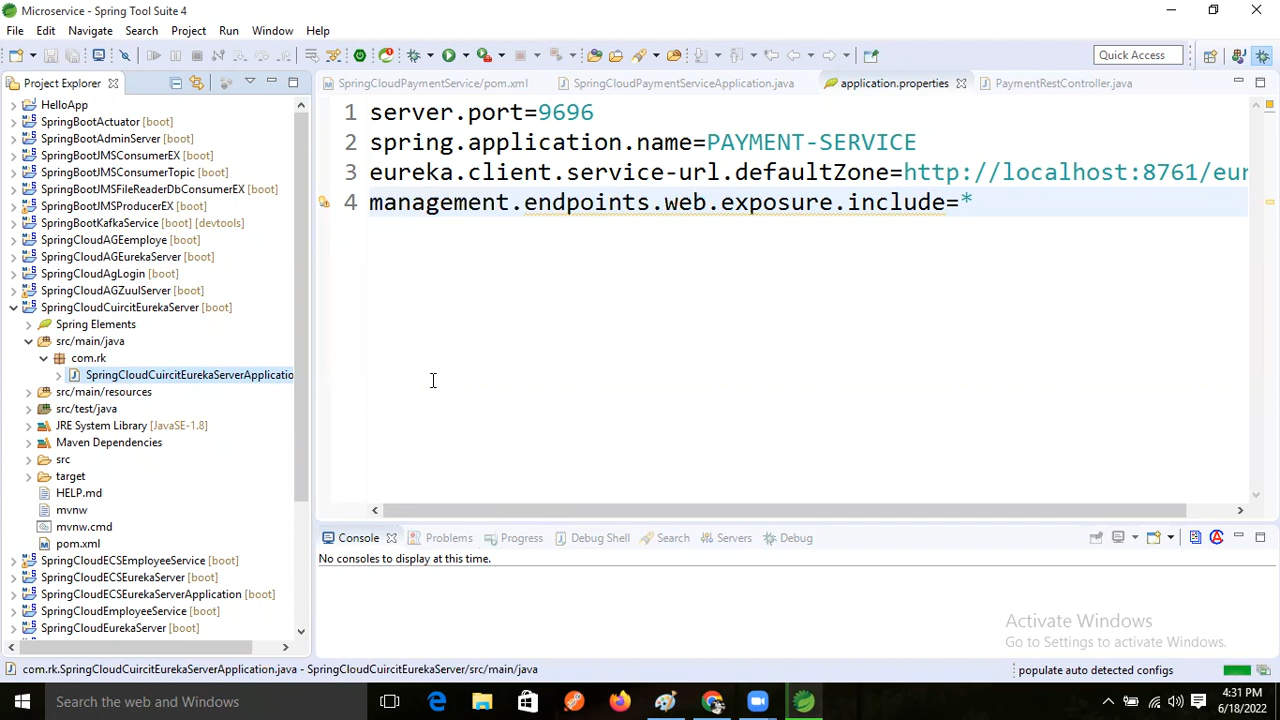 Microservice - Spring Tool Suite 4
File Edit Navigate Search Project Run Window Help
Quick Access
Project Explorer
SpringCloudPaymentService/pom.xml
SpringCloudPaymentServiceApplication.java
application.properties
PaymentRestController.java
HelloApp
SpringBootActuator [boot]
SpringBootAdminServer [boot]
SpringBootJMSConsumerEX [boot]
SpringBootJMSConsumerTopic [boot]
SpringBootJMSFileReaderDbConsumerEX [boot]
SpringBootJMSProducerEX [boot]
SpringBootKafkaService [boot] [devtools]
SpringCloudAGEemploye [boot]
SpringCloudAGEurekaServer [boot]
SpringCloudAgLogin [boot]
SpringCloudAGZuulServer [boot]
SpringCloudCuircitEurekaServer [boot]
Spring Elements
src/main/java
com.rk
SpringCloudCuircitEurekaServerApplicatio
src/main/resources
src/test/java
JRE System Library [JavaSE-1.8]
Maven Dependencies
src
target
HELP.md
mvnw
mvnw.cmd
pom.xml
SpringCloudECSEmployeeService [boot]
SpringCloudECSEurekaServer [boot]
SpringCloudECSEurekaServerApplication [boot]
SpringCloudEmployeeService [boot]
SpringCloudEurekaServer [boot]
1 server.port=9696
2 spring.application.name=PAYMENT-SERVICE
3 eureka.client.service-url.defaultZone=http://localhost:8761/eur
4 management.endpoints.web.exposure.include=*
Console Problems Progress Debug Shell Search Servers Debug
No consoles to display at this time.
Activate Windows
Go to Settings to activate Windows.
com.rk.SpringCloudCuircitEurekaServerApplication.java - SpringCloudCuircitEurekaServer/src/main/java
populate auto detected configs
Search the web and Windows
4:31 PM
6/18/2022